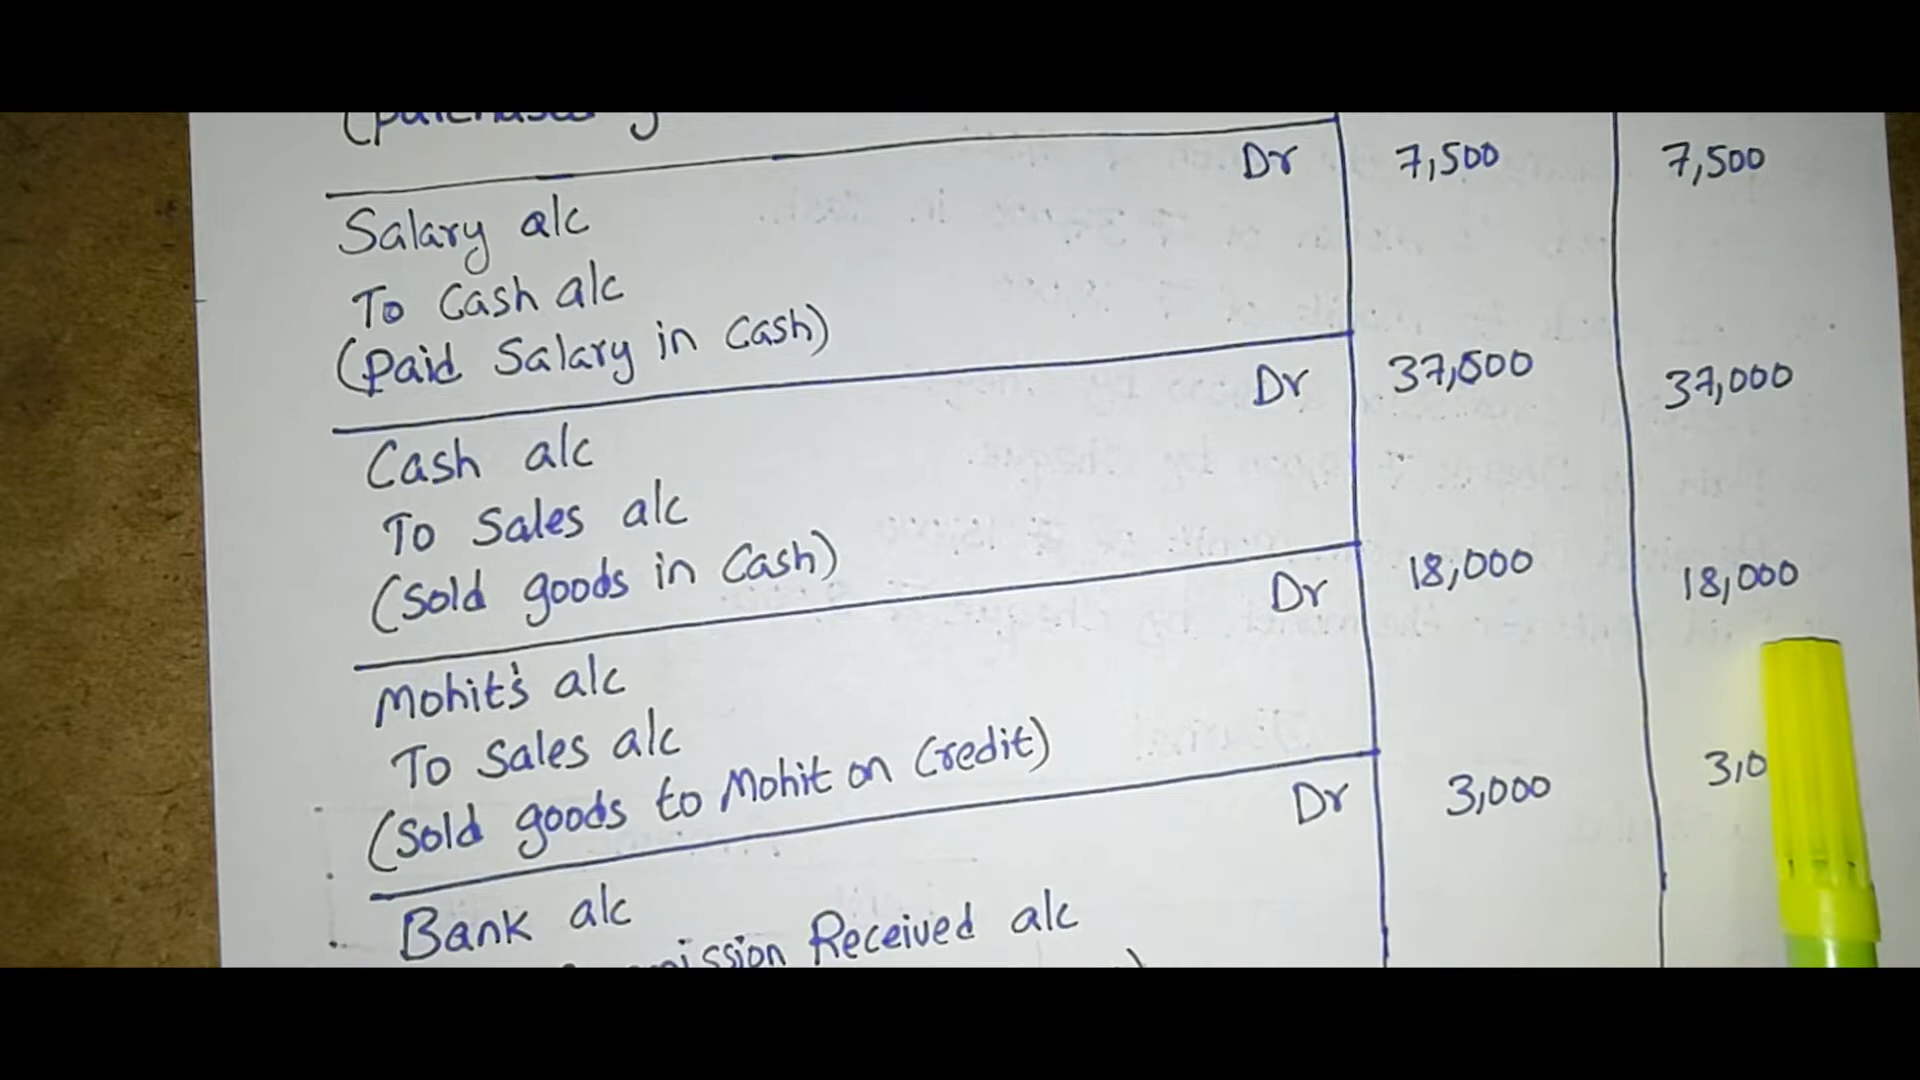 Salary a/c Dr 7,500 7,500
To Cash a/c
(Paid Salary in Cash)
Cash a/c Dr 37,000 37,000
To Sales a/c
(Sold goods in Cash)
Mohit's a/c Dr 18,000 18,000
To Sales a/c
(Sold goods to Mohit on Credit)
Bank a/c Dr 3,000
Received a/c